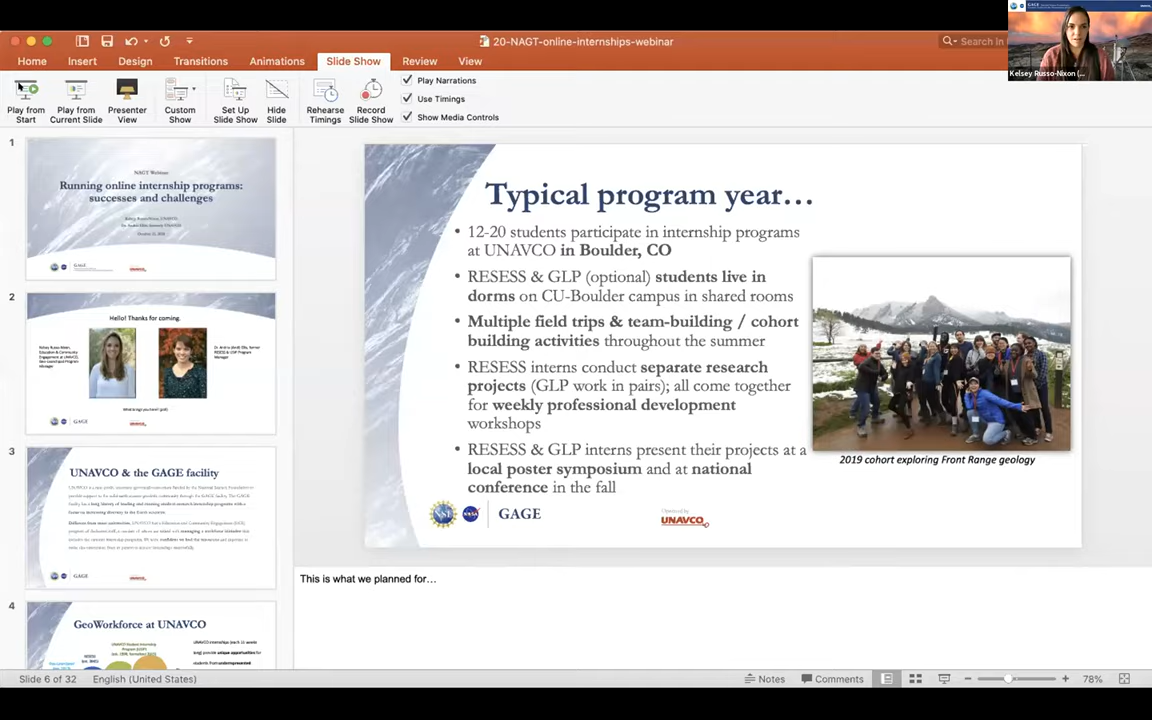 20-NAGT-online-internships-webinar
Search in
Kelsey Russo-Nixon (...
Home Insert Design Transitions Animations Slide Show Review View
Play from Start
Play from Current Slide
Presenter View
Custom Show
Set Up Slide Show
Hide Slide
Rehearse Timings
Record Slide Show
Play Narrations
Use Timings
Show Media Controls
1
NAGT Webinar
Running online internship programs:
successes and challenges
2
Hello! Thanks for coming.
GAGE
3
UNAVCO & the GAGE facility
GAGE
4
GeoWorkforce at UNAVCO
Typical program year…
• 12-20 students participate in internship programs
at UNAVCO in Boulder, CO
• RESESS & GLP (optional) students live in
dorms on CU-Boulder campus in shared rooms
• Multiple field trips & team-building / cohort
building activities throughout the summer
• RESESS interns conduct separate research
projects (GLP work in pairs); all come together
for weekly professional development
workshops
• RESESS & GLP interns present their projects at a
local poster symposium and at national
conference in the fall
2019 cohort exploring Front Range geology
NSF NASA GAGE
UNAVCO
This is what we planned for…
Slide 6 of 32 English (United States) Notes Comments 78%